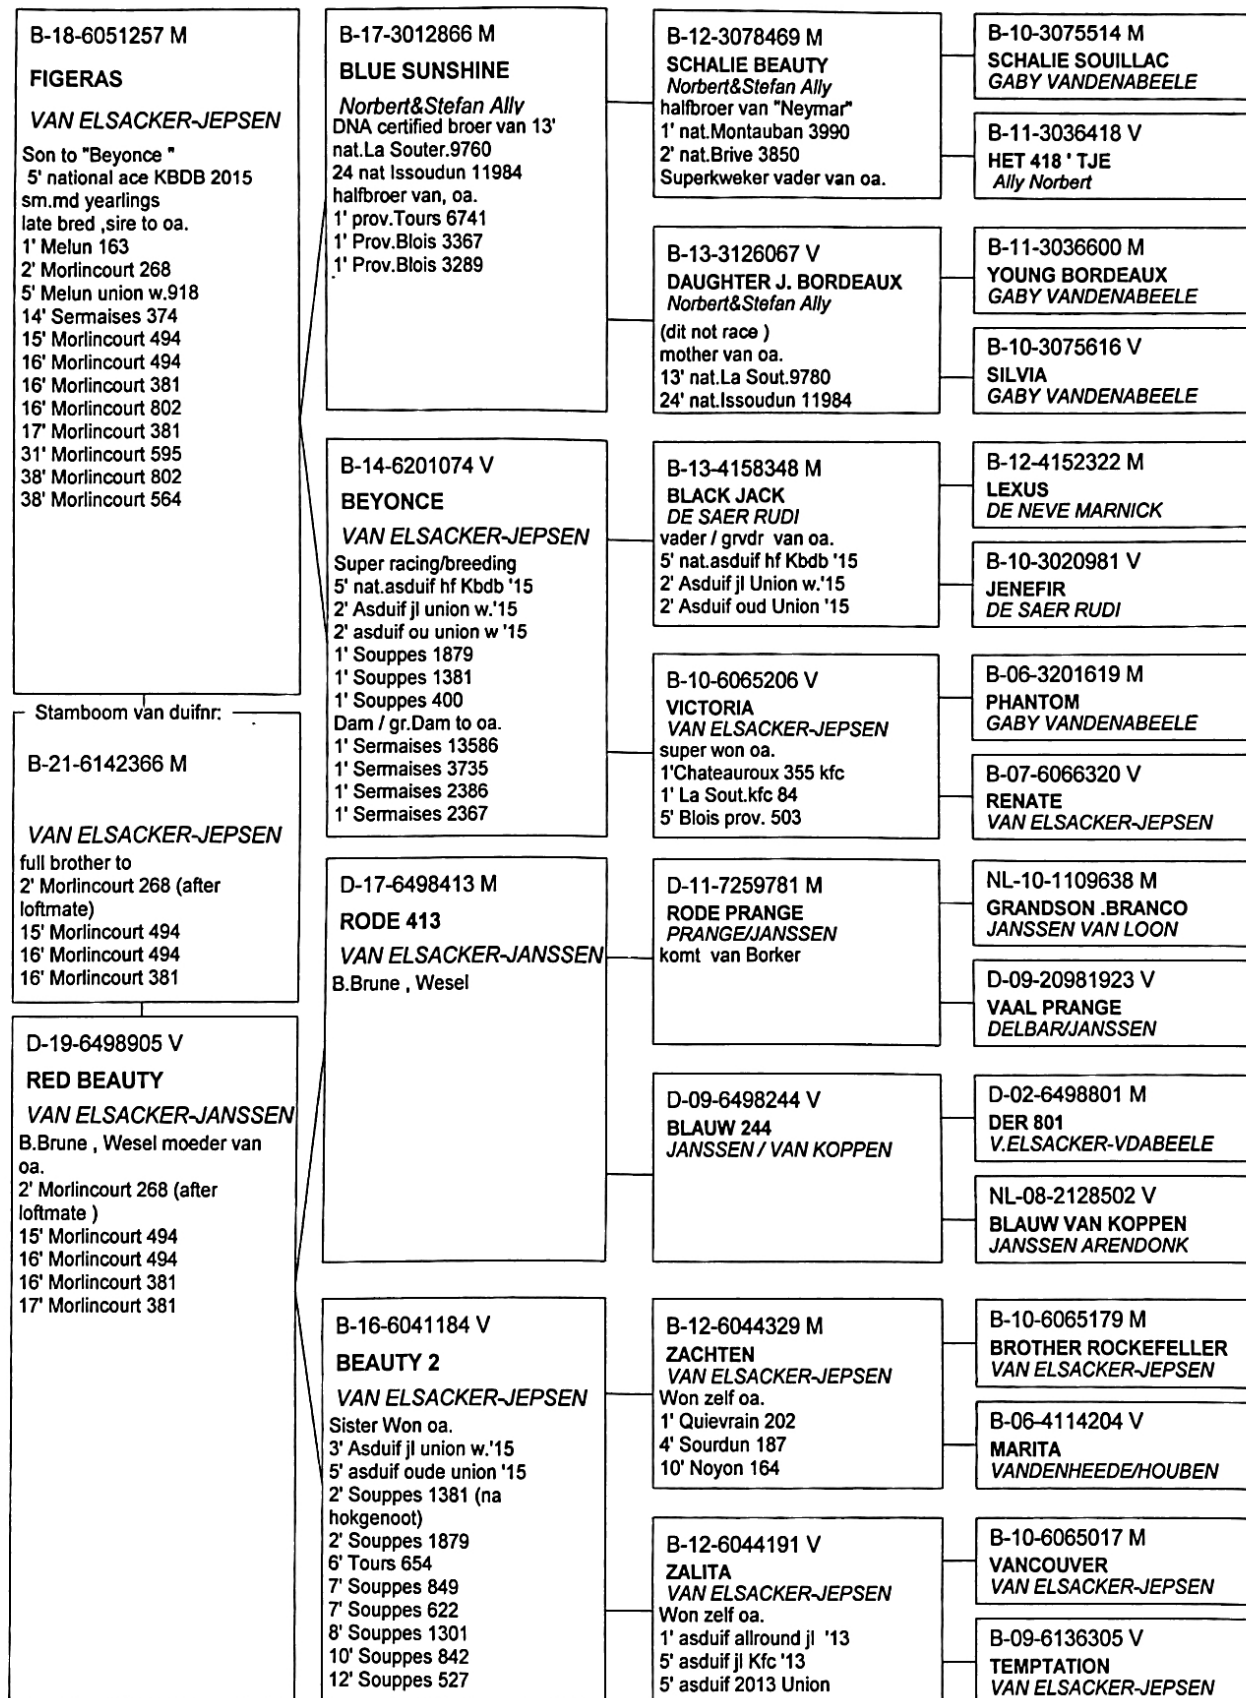 B-18-6051257 M
FIGERAS
VAN ELSACKER-JEPSEN
Son to "Beyonce "
5' national ace KBDB 2015
sm.md yearlings
late bred ,sire to oa.
1' Melun 163
2' Morlincourt 268
5' Melun union w.918
14' Sermaises 374
15' Morlincourt 494
16' Morlincourt 494
16' Morlincourt 381
16' Morlincourt 802
17' Morlincourt 381
31' Morlincourt 595
38' Morlincourt 802
38' Morlincourt 564
Stamboom van duifnr:
B-21-6142366 M
VAN ELSACKER-JEPSEN
full brother to
2' Morlincourt 268 (after
loftmate)
15' Morlincourt 494
16' Morlincourt 494
16' Morlincourt 381
D-19-6498905 V
RED BEAUTY
VAN ELSACKER-JANSSEN
B.Brune , Wesel moeder van
oa.
2' Morlincourt 268 (after
loftmate )
15' Morlincourt 494
16' Morlincourt 494
16' Morlincourt 381
17' Morlincourt 381
B-17-3012866 M
BLUE SUNSHINE
Norbert&Stefan Ally
DNA certified broer van 13'
nat.La Souter.9760
24 nat Issoudun 11984
halfbroer van, oa.
1' prov.Tours 6741
1' Prov.Blois 3367
1' Prov.Blois 3289
B-14-6201074 V
BEYONCE
VAN ELSACKER-JEPSEN
Super racing/breeding
5' nat.asduif hf Kbdb '15
2' Asduif jl union w.'15
2' asduif ou union w '15
1' Souppes 1879
1' Souppes 1381
1' Souppes 400
Dam / gr.Dam to oa.
1' Sermaises 13586
1' Sermaises 3735
1' Sermaises 2386
1' Sermaises 2367
D-17-6498413 M
RODE 413
VAN ELSACKER-JANSSEN
B.Brune , Wesel
B-16-6041184 V
BEAUTY 2
VAN ELSACKER-JEPSEN
Sister Won oa.
3' Asduif jl union w.'15
5' asduif oude union '15
2' Souppes 1381 (na
hokgenoot)
2' Souppes 1879
6' Tours 654
7' Souppes 849
7' Souppes 622
8' Souppes 1301
10' Souppes 842
12' Souppes 527
B-12-3078469 M
SCHALIE BEAUTY
Norbert&Stefan Ally
halfbroer van "Neymar"
1' nat.Montauban 3990
2' nat.Brive 3850
Superkweker vader van oa.
B-13-3126067 V
DAUGHTER J. BORDEAUX
Norbert&Stefan Ally
(dit not race )
mother van oa.
13' nat.La Sout.9780
24' nat.Issoudun 11984
B-13-4158348 M
BLACK JACK
DE SAER RUDI
vader / grvdr van oa.
5' nat.asduif hf Kbdb '15
2' Asduif jl Union w.'15
2' Asduif oud Union '15
B-10-6065206 V
VICTORIA
VAN ELSACKER-JEPSEN
super won oa.
1'Chateauroux 355 kfc
1' La Sout.kfc 84
5' Blois prov. 503
D-11-7259781 M
RODE PRANGE
PRANGE/JANSSEN
komt van Borker
D-09-6498244 V
BLAUW 244
JANSSEN / VAN KOPPEN
B-12-6044329 M
ZACHTEN
VAN ELSACKER-JEPSEN
Won zelf oa.
1' Quievrain 202
4' Sourdun 187
10' Noyon 164
B-12-6044191 V
ZALITA
VAN ELSACKER-JEPSEN
Won zelf oa.
1' asduif allround jl '13
5' asduif jl Kfc '13
5' asduif 2013 Union
B-10-3075514 M
SCHALIE SOUILLAC
GABY VANDENABEELE
B-11-3036418 V
HET 418 ' TJE
Ally Norbert
B-11-3036600 M
YOUNG BORDEAUX
GABY VANDENABEELE
B-10-3075616 V
SILVIA
GABY VANDENABEELE
B-12-4152322 M
LEXUS
DE NEVE MARNICK
B-10-3020981 V
JENEFIR
DE SAER RUDI
B-06-3201619 M
PHANTOM
GABY VANDENABEELE
B-07-6066320 V
RENATE
VAN ELSACKER-JEPSEN
NL-10-1109638 M
GRANDSON .BRANCO
JANSSEN VAN LOON
D-09-20981923 V
VAAL PRANGE
DELBAR/JANSSEN
D-02-6498801 M
DER 801
V.ELSACKER-VDABEELE
NL-08-2128502 V
BLAUW VAN KOPPEN
JANSSEN ARENDONK
B-10-6065179 M
BROTHER ROCKEFELLER
VAN ELSACKER-JEPSEN
B-06-4114204 V
MARITA
VANDENHEEDE/HOUBEN
B-10-6065017 M
VANCOUVER
VAN ELSACKER-JEPSEN
B-09-6136305 V
TEMPTATION
VAN ELSACKER-JEPSEN